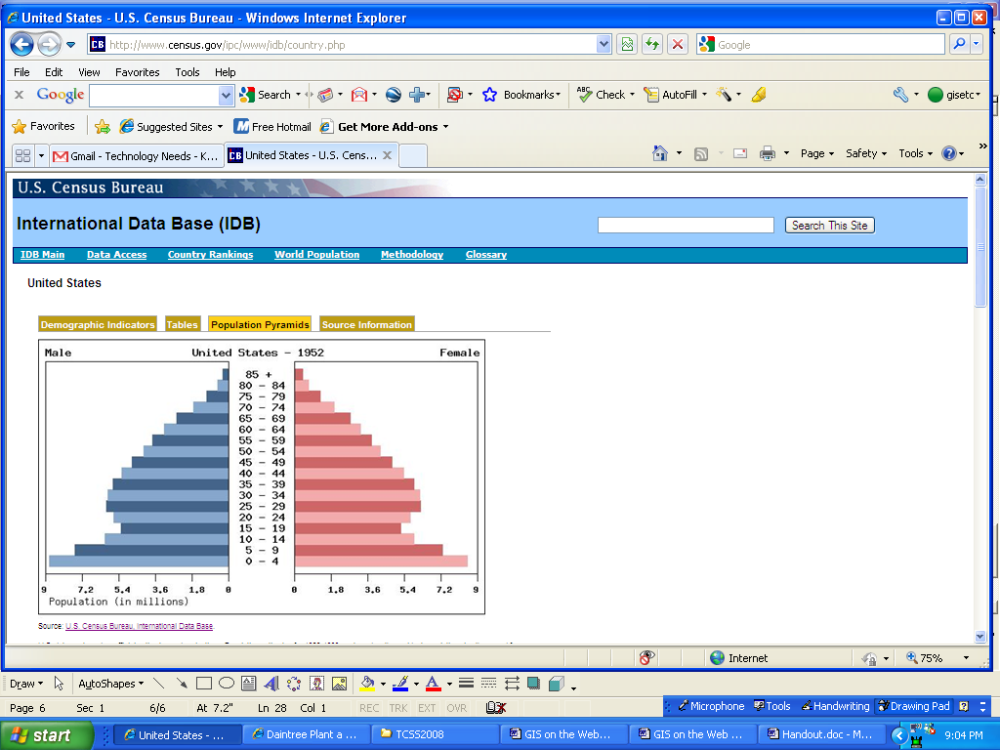 United States - U.S. Census Bureau - Windows Internet Explorer
CB http://www.census.gov/ipc/www/idb/country.php Google
File Edit View Favorites Tools Help
x Google Search Bookmarks ABC Check AutoFill gisetc
Favorites Suggested Sites Free Hotmail Get More Add-ons
Gmail - Technology Needs - K... CB United States - U.S. Cens... x Page Safety Tools
U.S. Census Bureau
International Data Base (IDB) Search This Site
IDB Main Data Access Country Rankings World Population Methodology Glossary
United States
Demographic Indicators Tables Population Pyramids Source Information
Male United States - 1952 Female
85 +
80 - 84
75 - 79
70 - 74
65 - 69
60 - 64
55 - 59
50 - 54
45 - 49
40 - 44
35 - 39
30 - 34
25 - 29
20 - 24
15 - 19
10 - 14
5 - 9
0 - 4
9 7.2 5.4 3.6 1.8 0 0 1.8 3.6 5.4 7.2 9
Population (in millions)
Source: U.S. Census Bureau, International Data Base.
Internet 75%
Draw AutoShapes
Page 6 Sec 1 6/6 At 7.2" Ln 28 Col 1 REC TRK EXT OVR Microphone Tools Handwriting Drawing Pad
start United States - ... Daintree Plant a ... TCSS2008 GIS on the Web... GIS on the Web ... Handout.doc - M... 9:04 PM